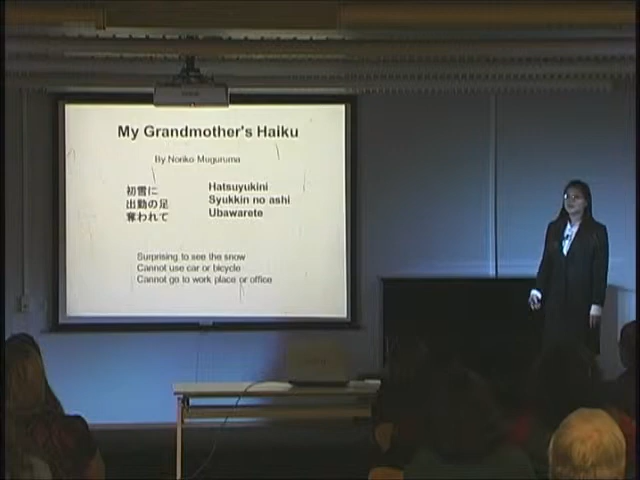 My Grandmother's Haiku
By Noriko Muguruma
初雪に
出勤の足
奪われて
Hatsuyukini
Syukkin no ashi
Ubawarete
Surprising to see the snow
Cannot use car or bicycle
Cannot go to work place or office